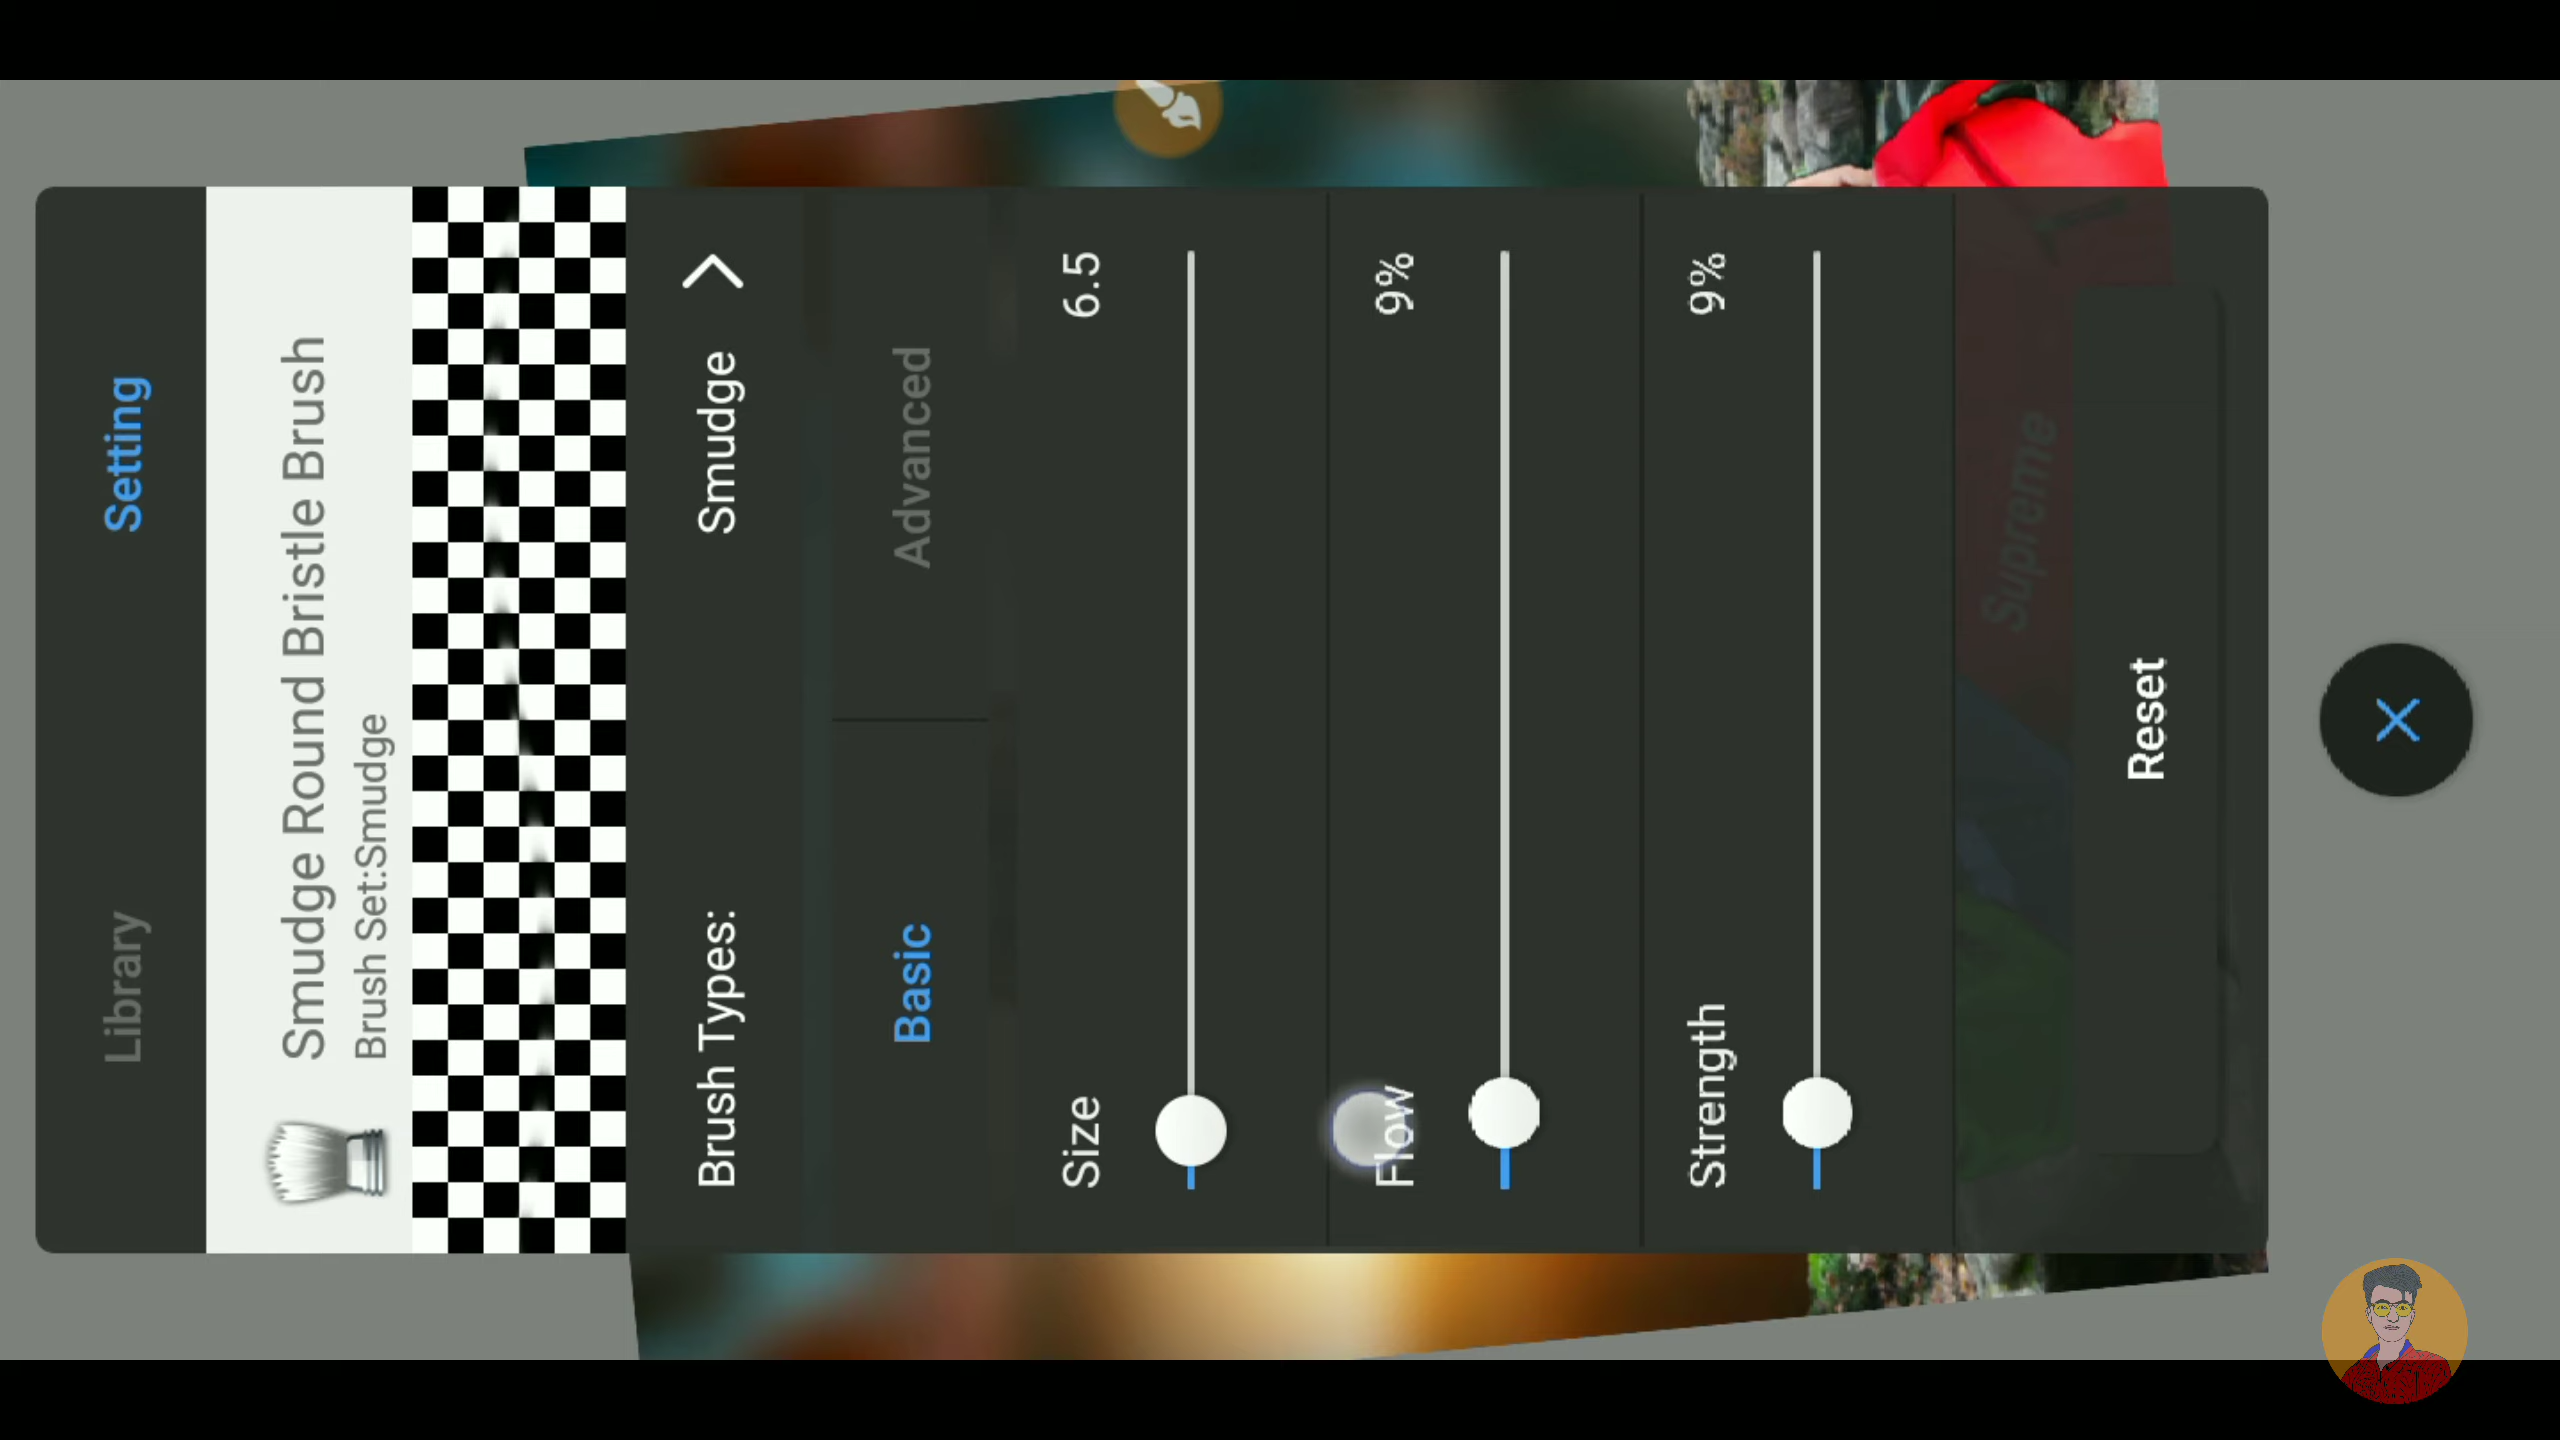 Library Setting
Smudge Round Bristle Brush
Brush Set:Smudge
Brush Types: Smudge
Basic Advanced
Size 6.5
Flow 9%
Strength 9%
Supreme
Reset